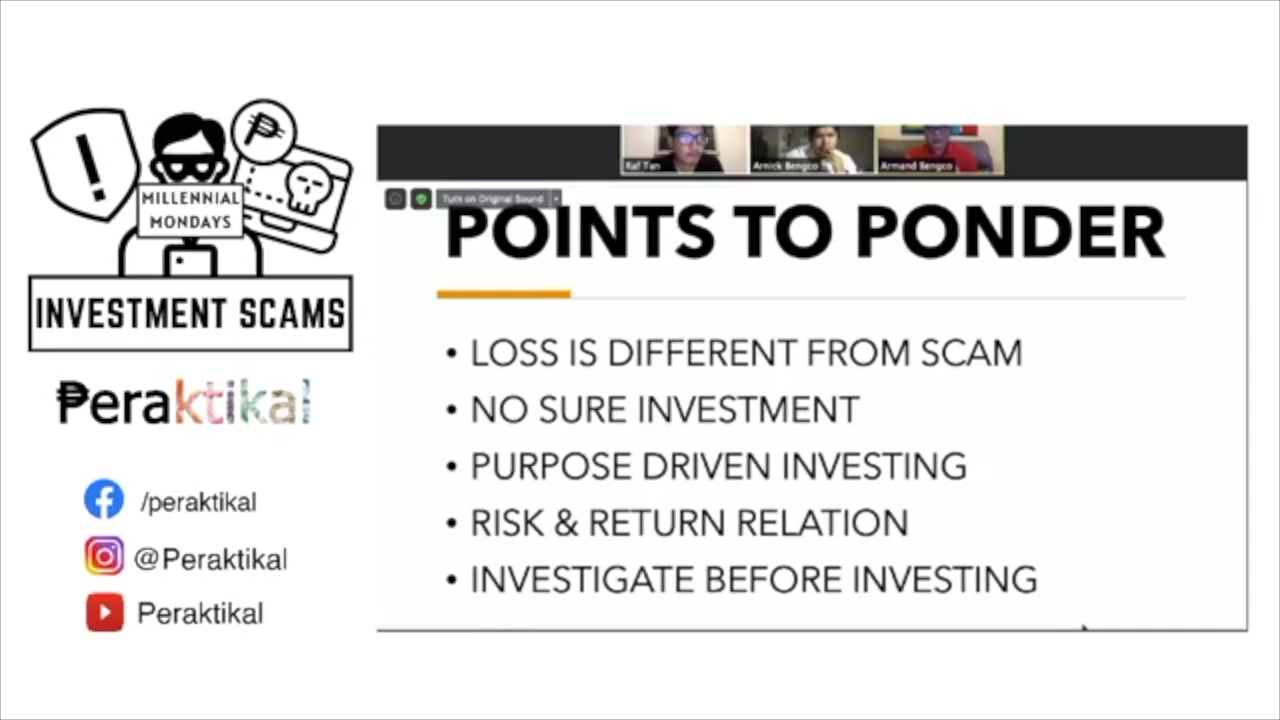 MILLENNIAL
MONDAYS
INVESTMENT SCAMS
₱eraktikal
/peraktikal
@Peraktikal
Peraktikal
Raf Tan
Arnick Bengco
Armand Bengco
Turn on Original Sound
POINTS TO PONDER
• LOSS IS DIFFERENT FROM SCAM
• NO SURE INVESTMENT
• PURPOSE DRIVEN INVESTING
• RISK & RETURN RELATION
• INVESTIGATE BEFORE INVESTING